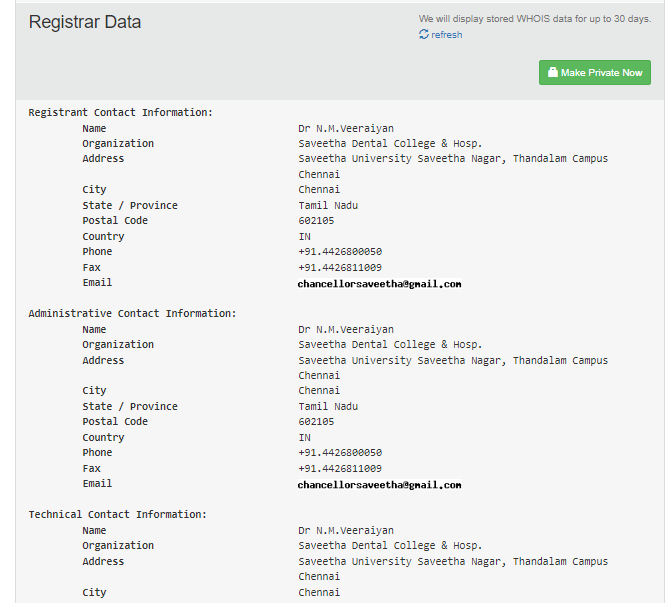 Registrar Data
We will display stored WHOIS data for up to 30 days.
refresh
Make Private Now
Registrant Contact Information:
Name Dr N.M.Veeraiyan
Organization Saveetha Dental College & Hosp.
Address Saveetha University Saveetha Nagar, Thandalam Campus
Chennai
City Chennai
State / Province Tamil Nadu
Postal Code 602105
Country IN
Phone +91.4426800050
Fax +91.4426811009
Email chancellorsaveetha@gmail.com
Administrative Contact Information:
Name Dr N.M.Veeraiyan
Organization Saveetha Dental College & Hosp.
Address Saveetha University Saveetha Nagar, Thandalam Campus
Chennai
City Chennai
State / Province Tamil Nadu
Postal Code 602105
Country IN
Phone +91.4426800050
Fax +91.4426811009
Email chancellorsaveetha@gmail.com
Technical Contact Information:
Name Dr N.M.Veeraiyan
Organization Saveetha Dental College & Hosp.
Address Saveetha University Saveetha Nagar, Thandalam Campus
Chennai
City Chennai